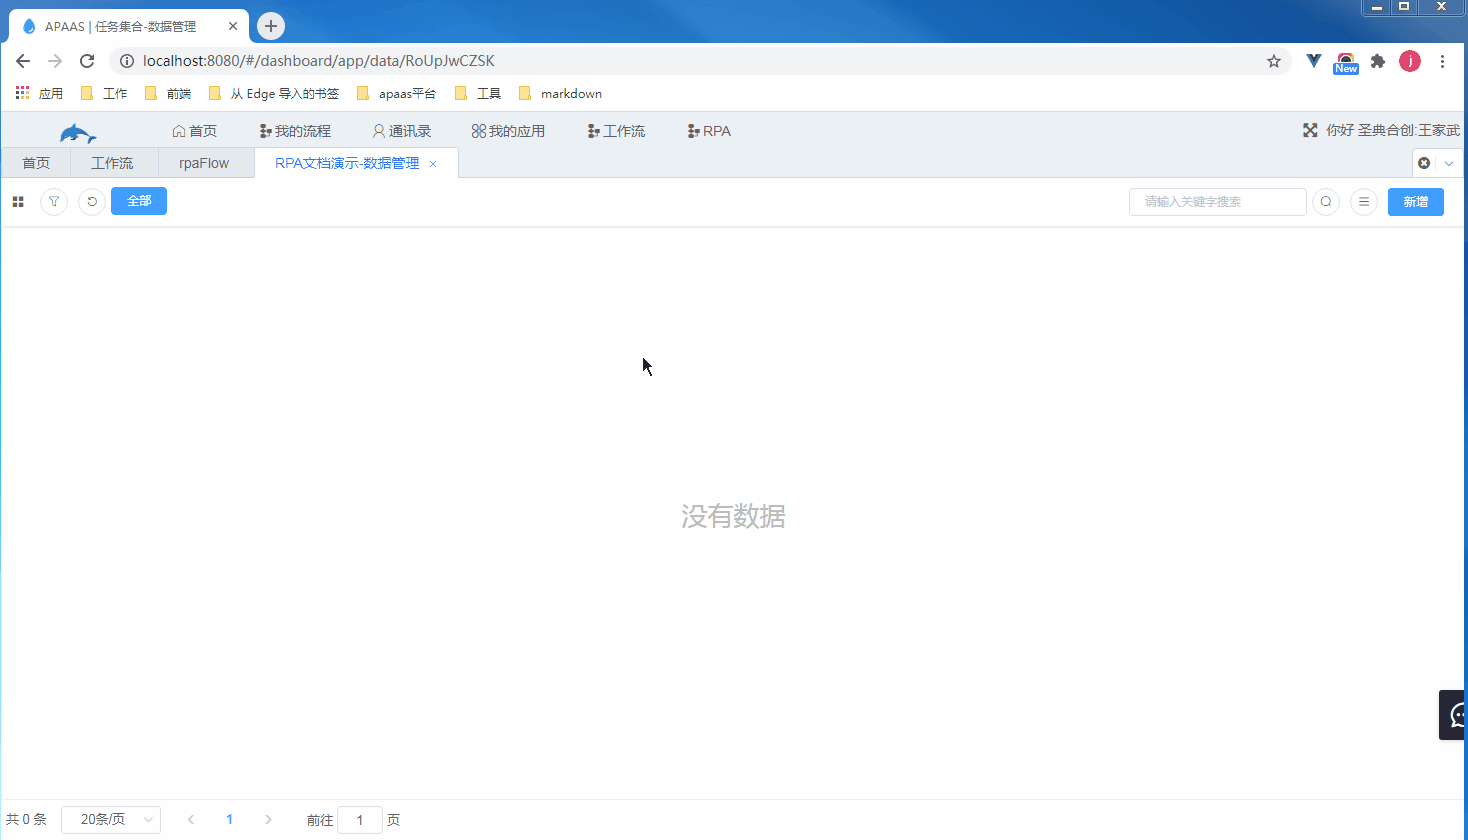 APAAS | 任务集合-数据管理
localhost:8080/#/dashboard/app/data/RoUpJwCZSK
New
j
应用 工作 前端 从 Edge 导入的书签 apaas平台 工具 markdown
首页 我的流程 通讯录 我的应用 工作流 RPA 你好 圣典合创:王家武
首页 工作流 rpaFlow RPA文档演示-数据管理
全部 请输入关键字搜索 新增
没有数据
共 0 条 20条/页 1 前往 1 页